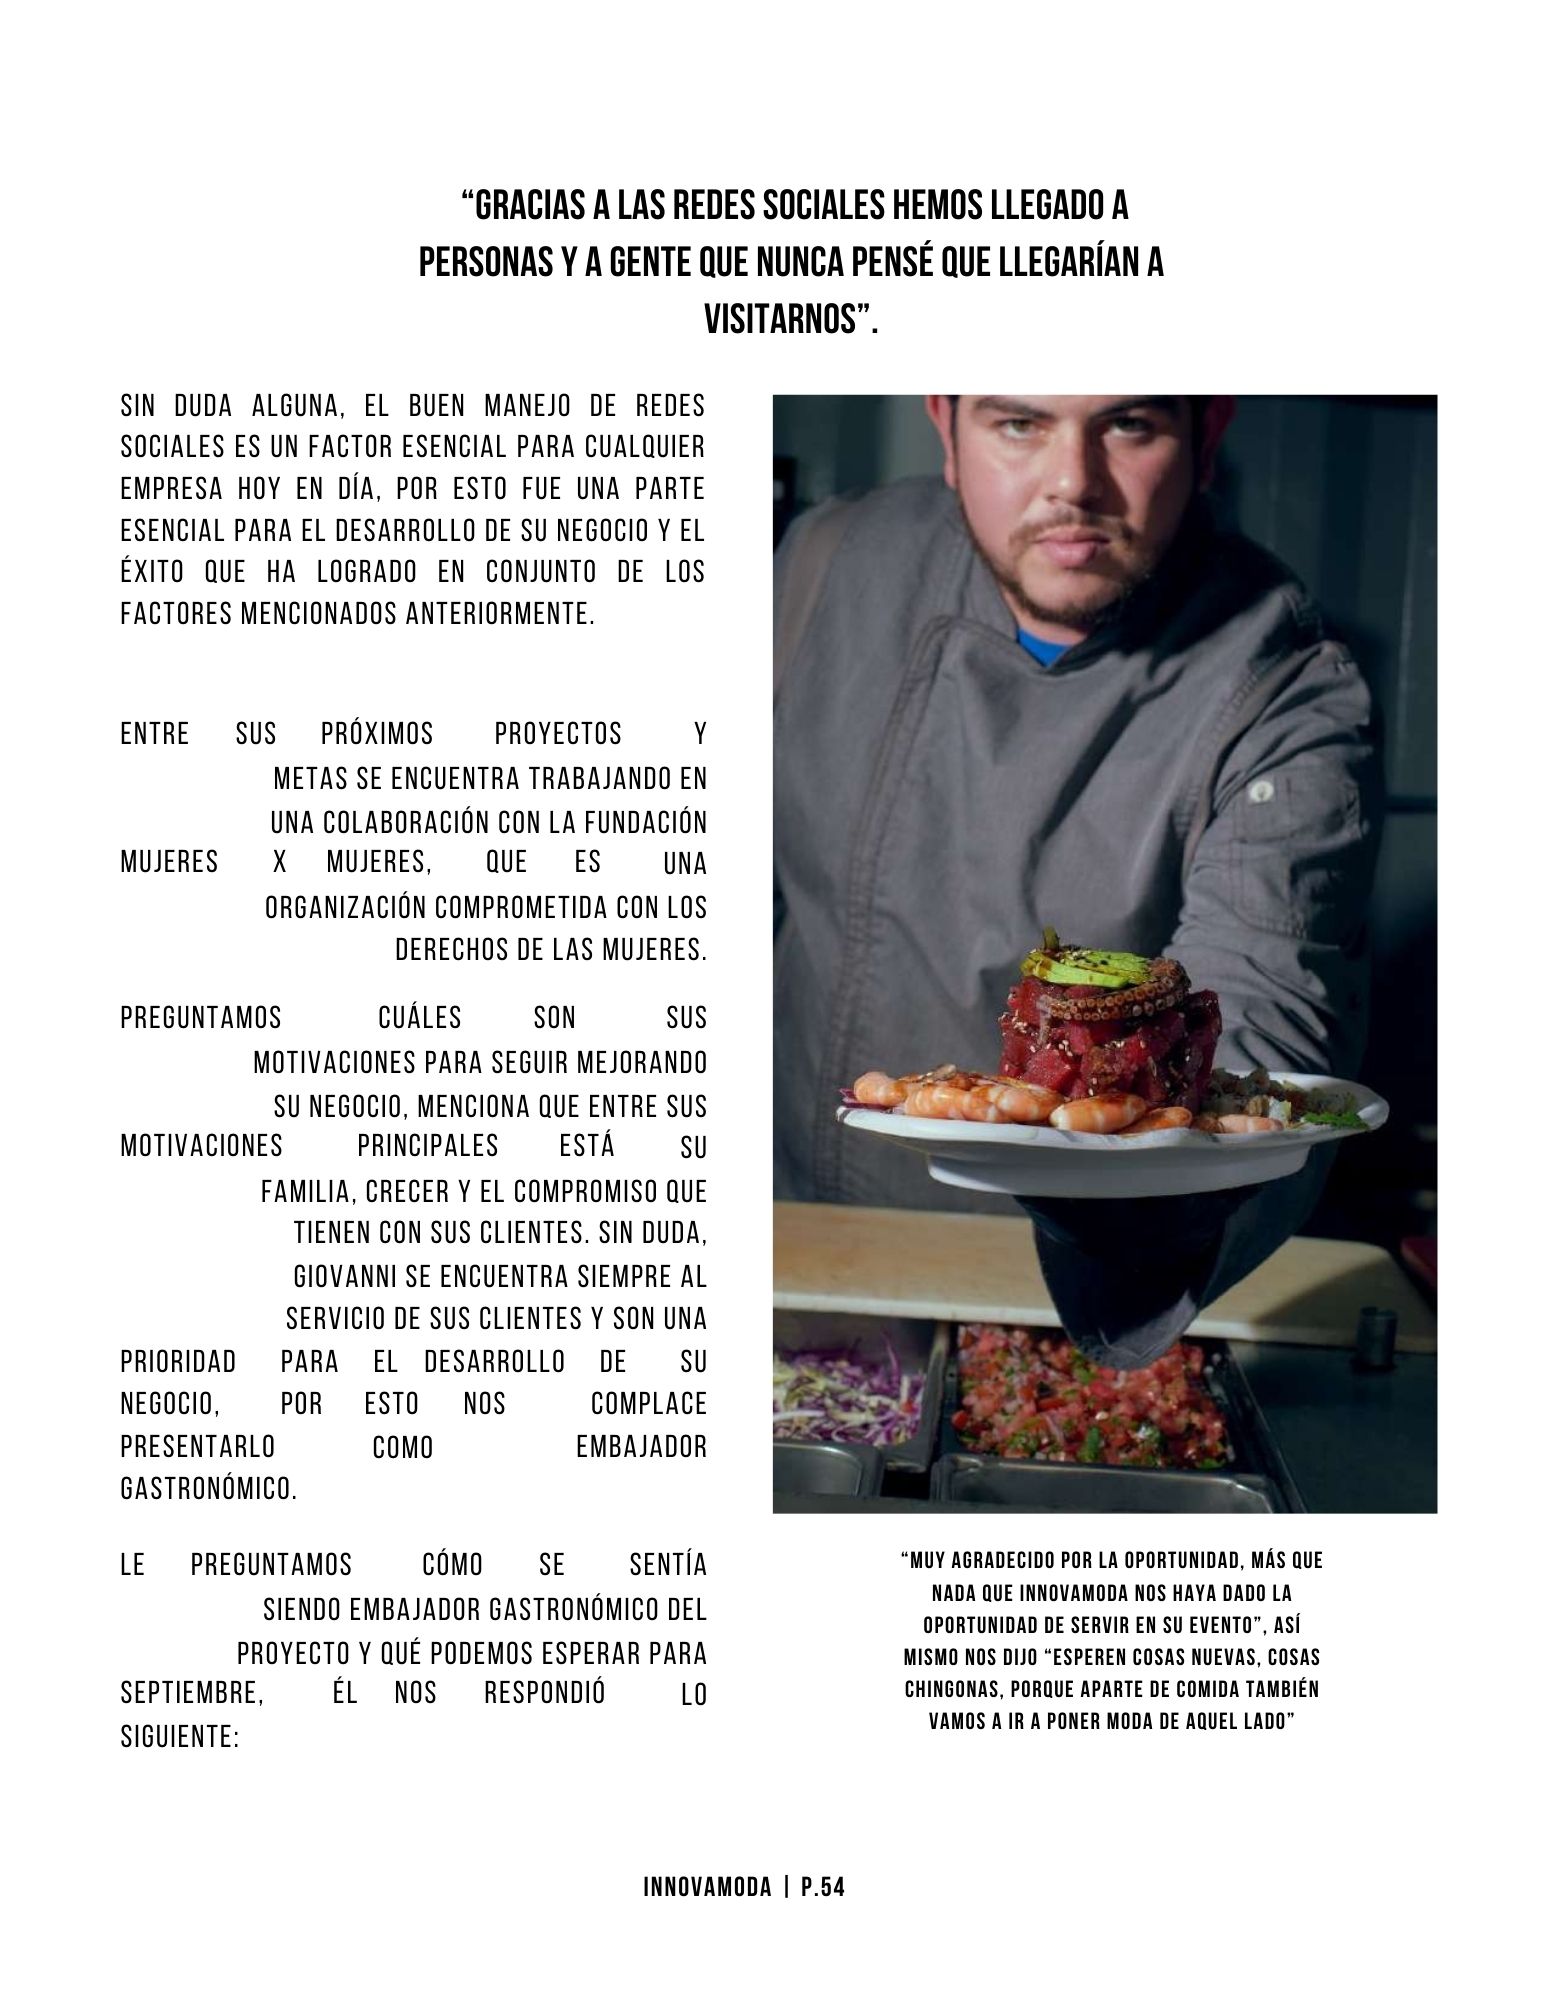 “GRACIAS A LAS REDES SOCIALES HEMOS LLEGADO A
PERSONAS Y A GENTE QUE NUNCA PENSÉ QUE LLEGARÍAN A
VISITARNOS”.
SIN DUDA ALGUNA, EL BUEN MANEJO DE REDES
SOCIALES ES UN FACTOR ESENCIAL PARA CUALQUIER
EMPRESA HOY EN DÍA, POR ESTO FUE UNA PARTE
ESENCIAL PARA EL DESARROLLO DE SU NEGOCIO Y EL
ÉXITO QUE HA LOGRADO EN CONJUNTO DE LOS
FACTORES MENCIONADOS ANTERIORMENTE.
ENTRE SUS PRÓXIMOS PROYECTOS Y
METAS SE ENCUENTRA TRABAJANDO EN
UNA COLABORACIÓN CON LA FUNDACIÓN
MUJERES X MUJERES, QUE ES UNA
ORGANIZACIÓN COMPROMETIDA CON LOS
DERECHOS DE LAS MUJERES.
PREGUNTAMOS CUÁLES SON SUS
MOTIVACIONES PARA SEGUIR MEJORANDO
SU NEGOCIO, MENCIONA QUE ENTRE SUS
MOTIVACIONES PRINCIPALES ESTÁ SU
FAMILIA, CRECER Y EL COMPROMISO QUE
TIENEN CON SUS CLIENTES. SIN DUDA,
GIOVANNI SE ENCUENTRA SIEMPRE AL
SERVICIO DE SUS CLIENTES Y SON UNA
PRIORIDAD PARA EL DESARROLLO DE SU
NEGOCIO, POR ESTO NOS COMPLACE
PRESENTARLO COMO EMBAJADOR
GASTRONÓMICO.
LE PREGUNTAMOS CÓMO SE SENTÍA
SIENDO EMBAJADOR GASTRONÓMICO DEL
PROYECTO Y QUÉ PODEMOS ESPERAR PARA
SEPTIEMBRE, ÉL NOS RESPONDIÓ LO
SIGUIENTE:
“MUY AGRADECIDO POR LA OPORTUNIDAD, MÁS QUE
NADA QUE INNOVAMODA NOS HAYA DADO LA
OPORTUNIDAD DE SERVIR EN SU EVENTO”, ASÍ
MISMO NOS DIJO “ESPEREN COSAS NUEVAS, COSAS
CHINGONAS, PORQUE APARTE DE COMIDA TAMBIÉN
VAMOS A IR A PONER MODA DE AQUEL LADO”
INNOVAMODA | P.54